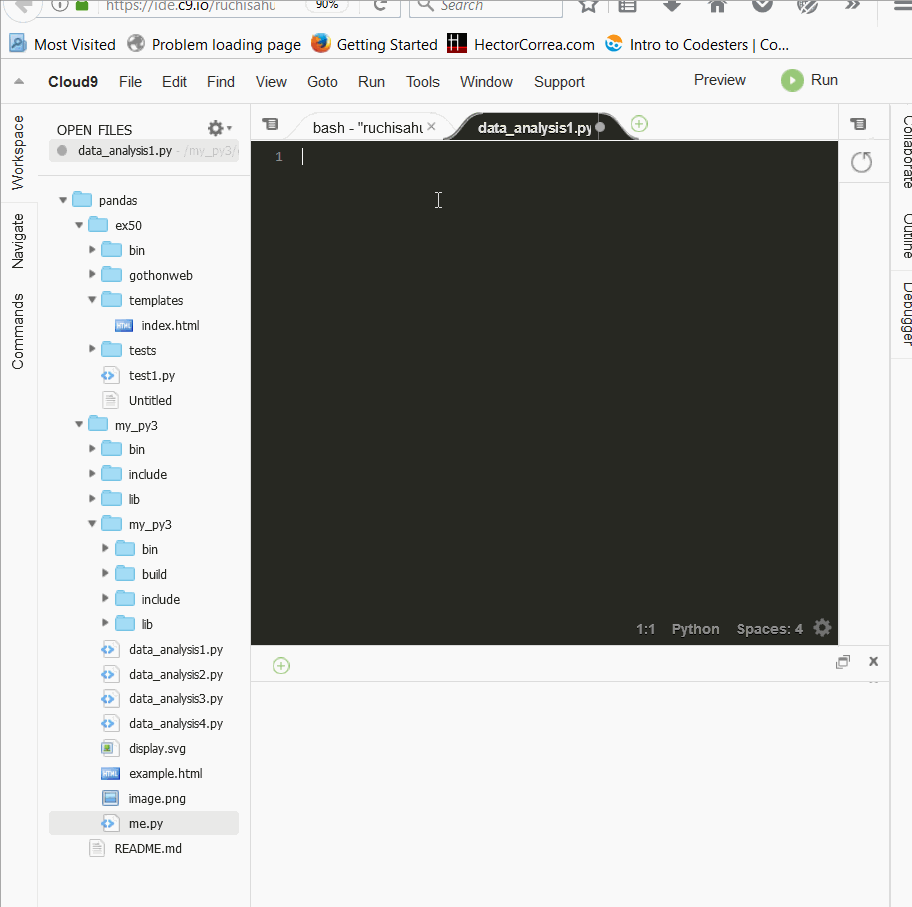 https://ide.c9.io/ruchisahu
90%
Search
Most Visited Problem loading page Getting Started HectorCorrea.com Intro to Codesters | Co...
Cloud9 File Edit Find View Goto Run Tools Window Support Preview Run
Workspace
Navigate
Commands
OPEN FILES
data_analysis1.py - /my_py3/
pandas
ex50
bin
gothonweb
templates
HTML index.html
tests
test1.py
Untitled
my_py3
bin
include
lib
my_py3
bin
build
include
lib
data_analysis1.py
data_analysis2.py
data_analysis3.py
data_analysis4.py
display.svg
HTML example.html
image.png
me.py
README.md
bash - "ruchisahu × data_analysis1.py
1
1:1 Python Spaces: 4
Collaborate
Outline
Debugger